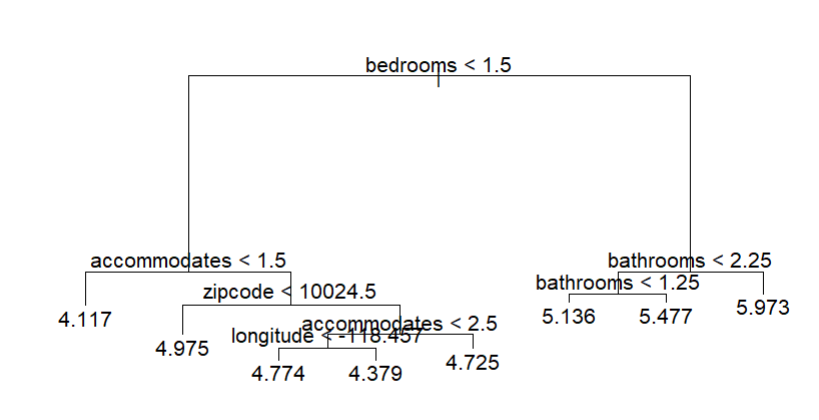 bedrooms < 1.5
accommodates < 1.5
bathrooms < 2.25
zipcode < 10024.5
bathrooms < 1.25
4.117
4.975
accommodates < 2.5
longitude < -118.457
4.774
4.379
4.725
5.136
5.477
5.973